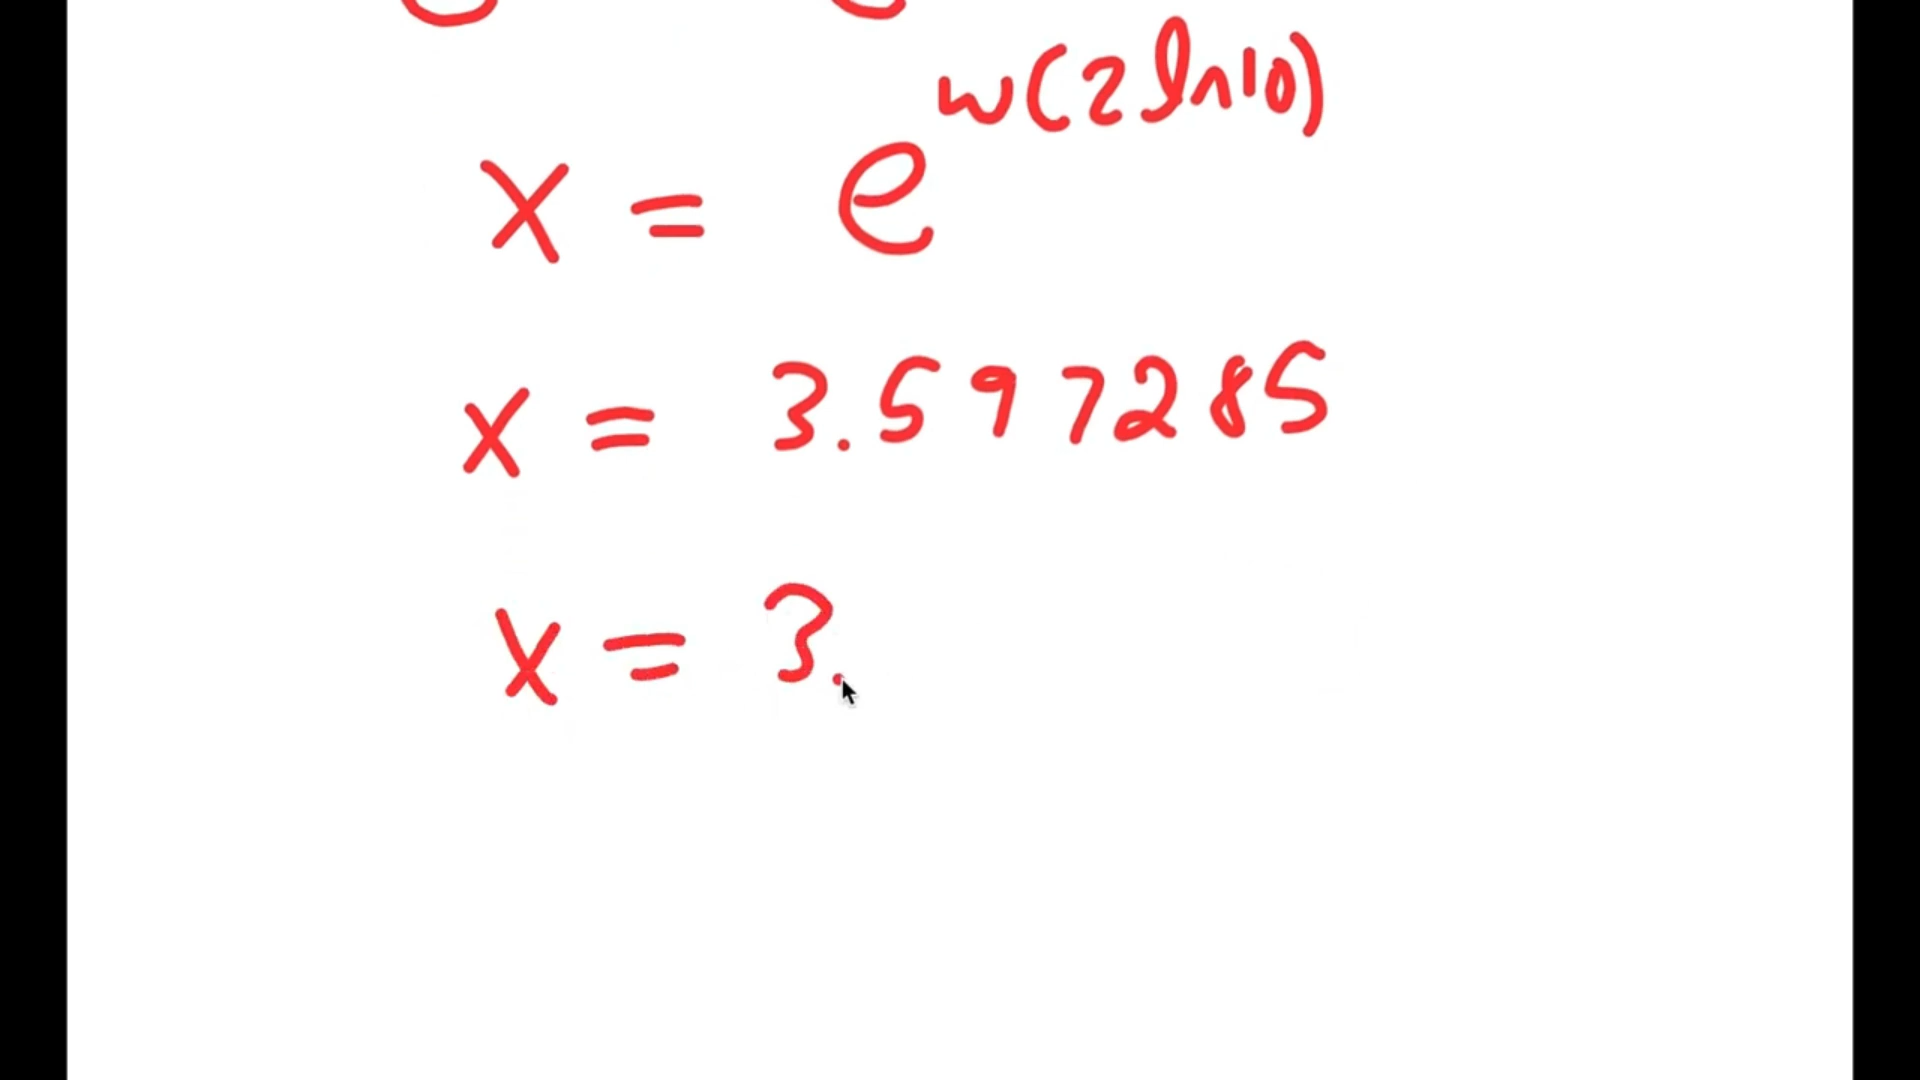 x = e^w(2ln10)
x = 3.597285
x = 3.